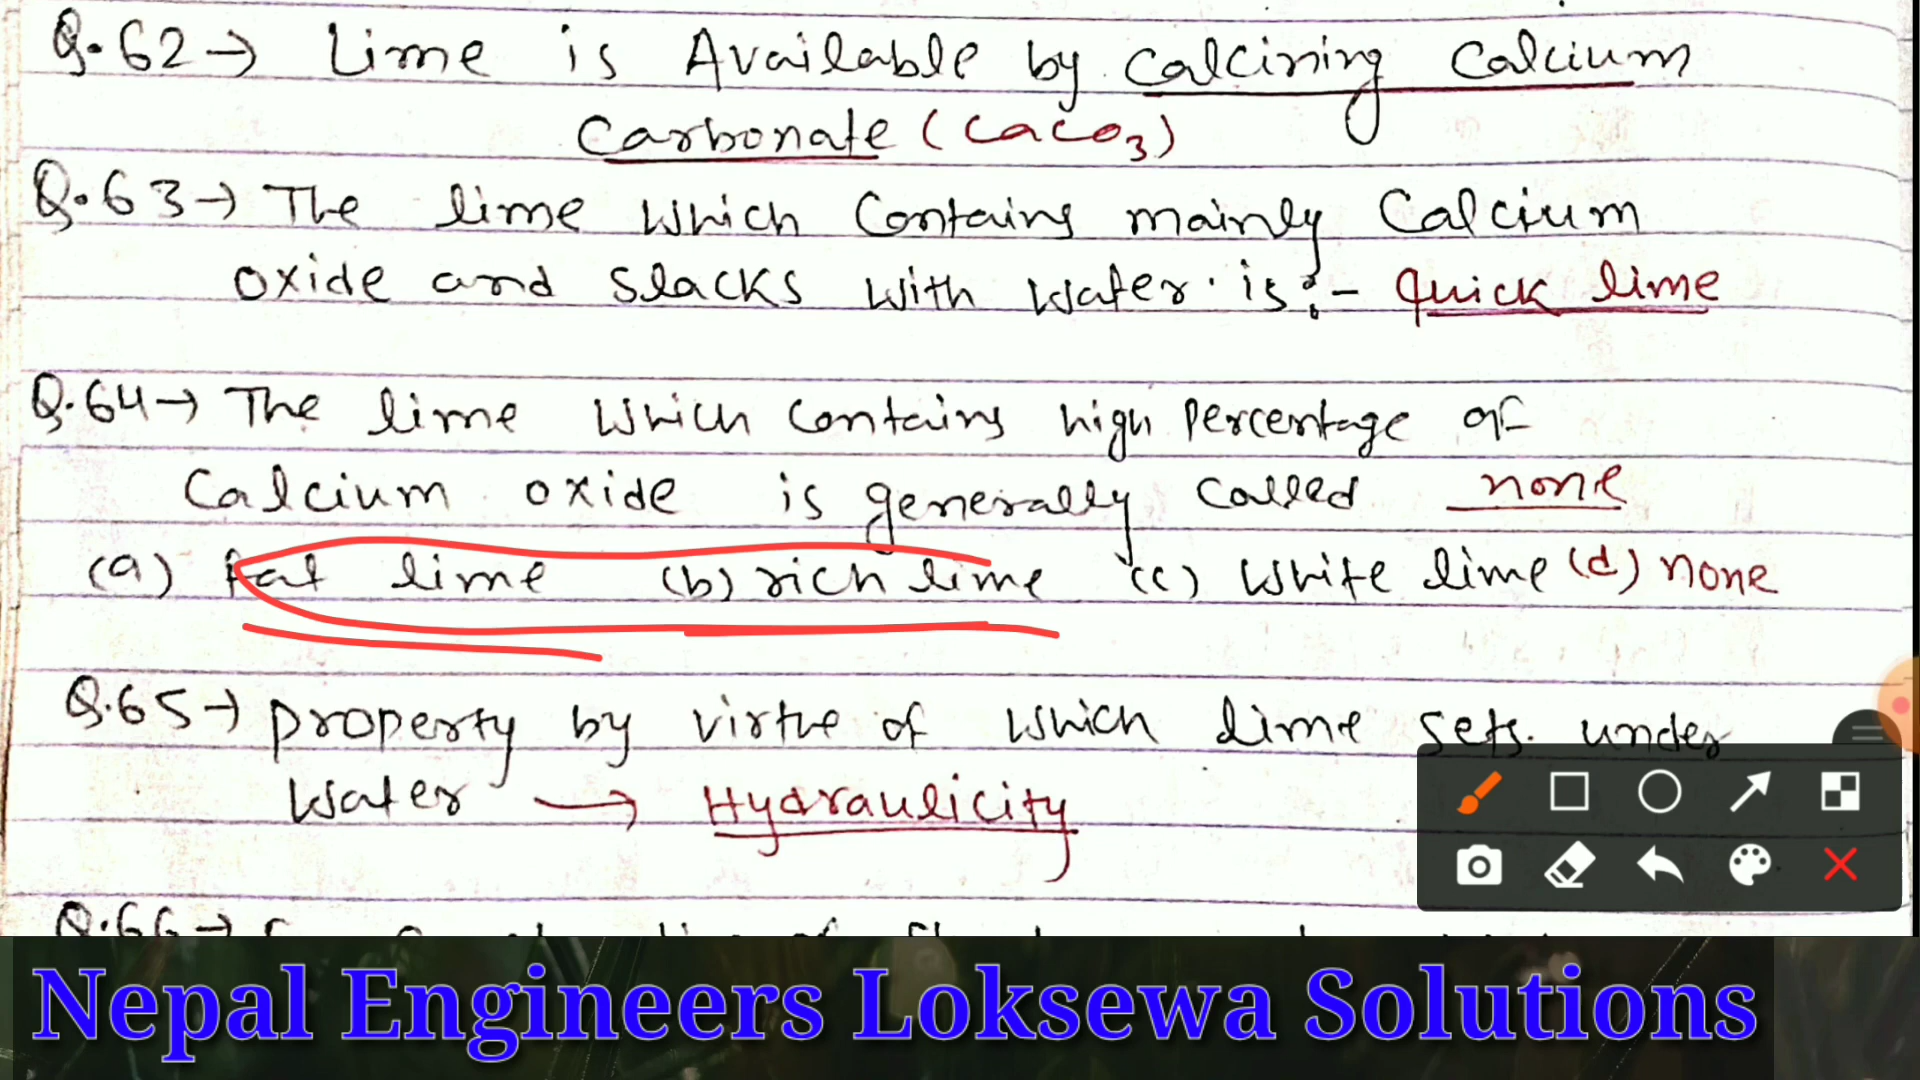 Q.62→ Lime is Available by calcining calcium
Carbonate (CaCO3)
Q.63→ The lime which contains mainly Calcium
oxide and slacks with water is:- quick lime
Q.64→ The lime which contains high percentage of
Calcium oxide is generally called none
(a) fat lime (b) rich lime (c) White lime (d) none
Q.65→ property by virtue of which lime sets under
water → Hydraulicity
Q.66→
Nepal Engineers Loksewa Solutions